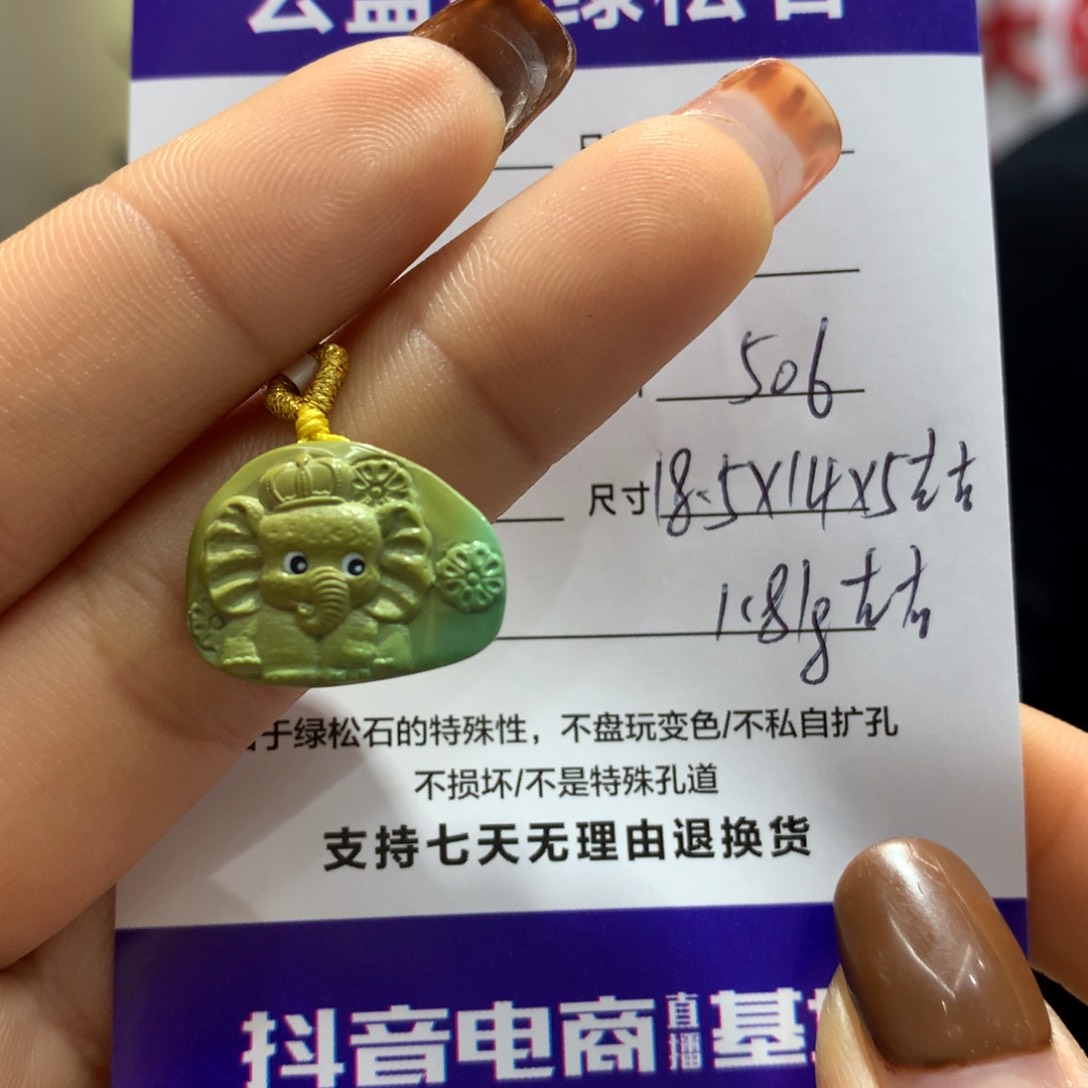 绿松石
506
尺寸 18.5X14X5左右
1.81g左右
于绿松石的特殊性，不盘玩变色/不私自扩孔
不损坏/不是特殊孔道
支持七天无理由退换货
抖音电商直播基